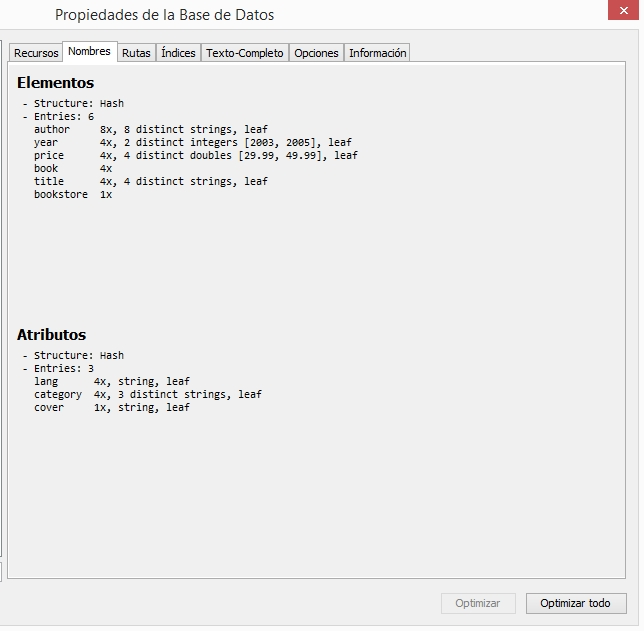 Propiedades de la Base de Datos
Recursos Nombres Rutas Índices Texto-Completo Opciones Información
Elementos
- Structure: Hash
- Entries: 6
author 8x, 8 distinct strings, leaf
year 4x, 2 distinct integers [2003, 2005], leaf
price 4x, 4 distinct doubles [29.99, 49.99], leaf
book 4x
title 4x, 4 distinct strings, leaf
bookstore 1x
Atributos
- Structure: Hash
- Entries: 3
lang 4x, string, leaf
category 4x, 3 distinct strings, leaf
cover 1x, string, leaf
Optimizar Optimizar todo